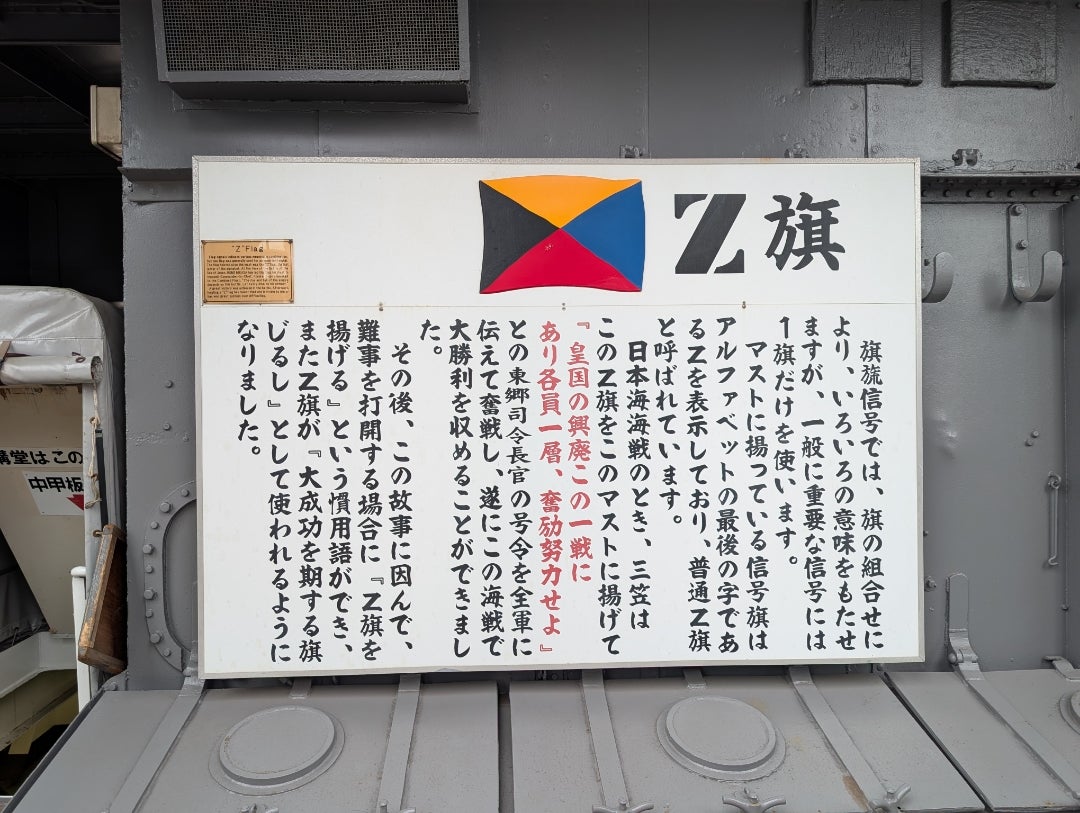 Z旗
"Z" Flag
旗旒信号では、旗の組合せに
より、いろいろの意味をもたせ
ますが、一般に重要な信号には
1旗だけを使います。
マストに揚っている信号旗は
アルファベットの最後の字であ
るZを表示しており、普通Z旗
と呼ばれています。
日本海海戦のとき、三笠は
このZ旗をこのマストに揚げて
『皇国の興廃この一戦に
あり各員一層、奮励努力せよ』
との東郷司令長官の号令を全軍に
伝えて奮戦し、遂にこの海戦で
大勝利を収めることができまし
た。
その後、この故事に因んで、
難事を打開する場合に『Z旗を
揚げる』という慣用語ができ、
またZ旗が『大成功を期する旗
じるし』として使われるように
なりました。
講堂はこの
中甲板